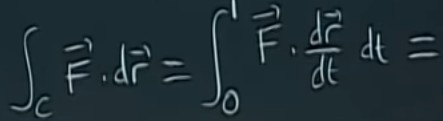 ∫_C F⃗ . dr⃗ = ∫_0^1 F⃗ . dr⃗/dt dt =